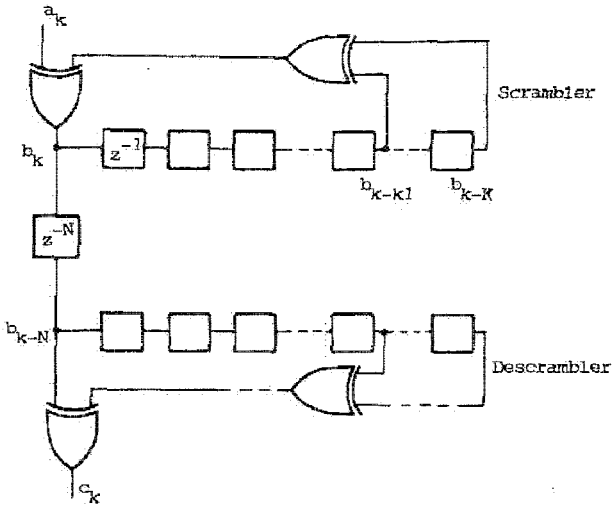 a_k
Scrambler
b_k
z^-1
b_k-k1
b_k-K
z^-N
b_k-N
Descrambler
c_k